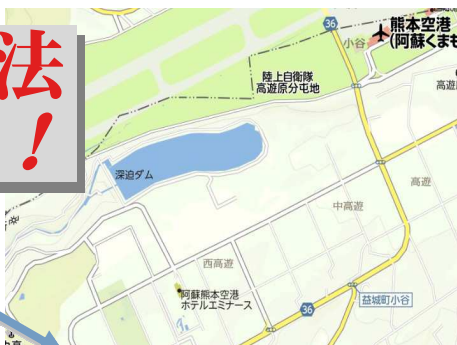 法
!
36
熊本空港
(阿蘇くまも
小谷
陸上自衛隊
高遊原分屯地
高遊
深迫ダム
高遊
中高遊
西高遊
阿蘇熊本空港
ホテルエミナース
36
益城町小谷